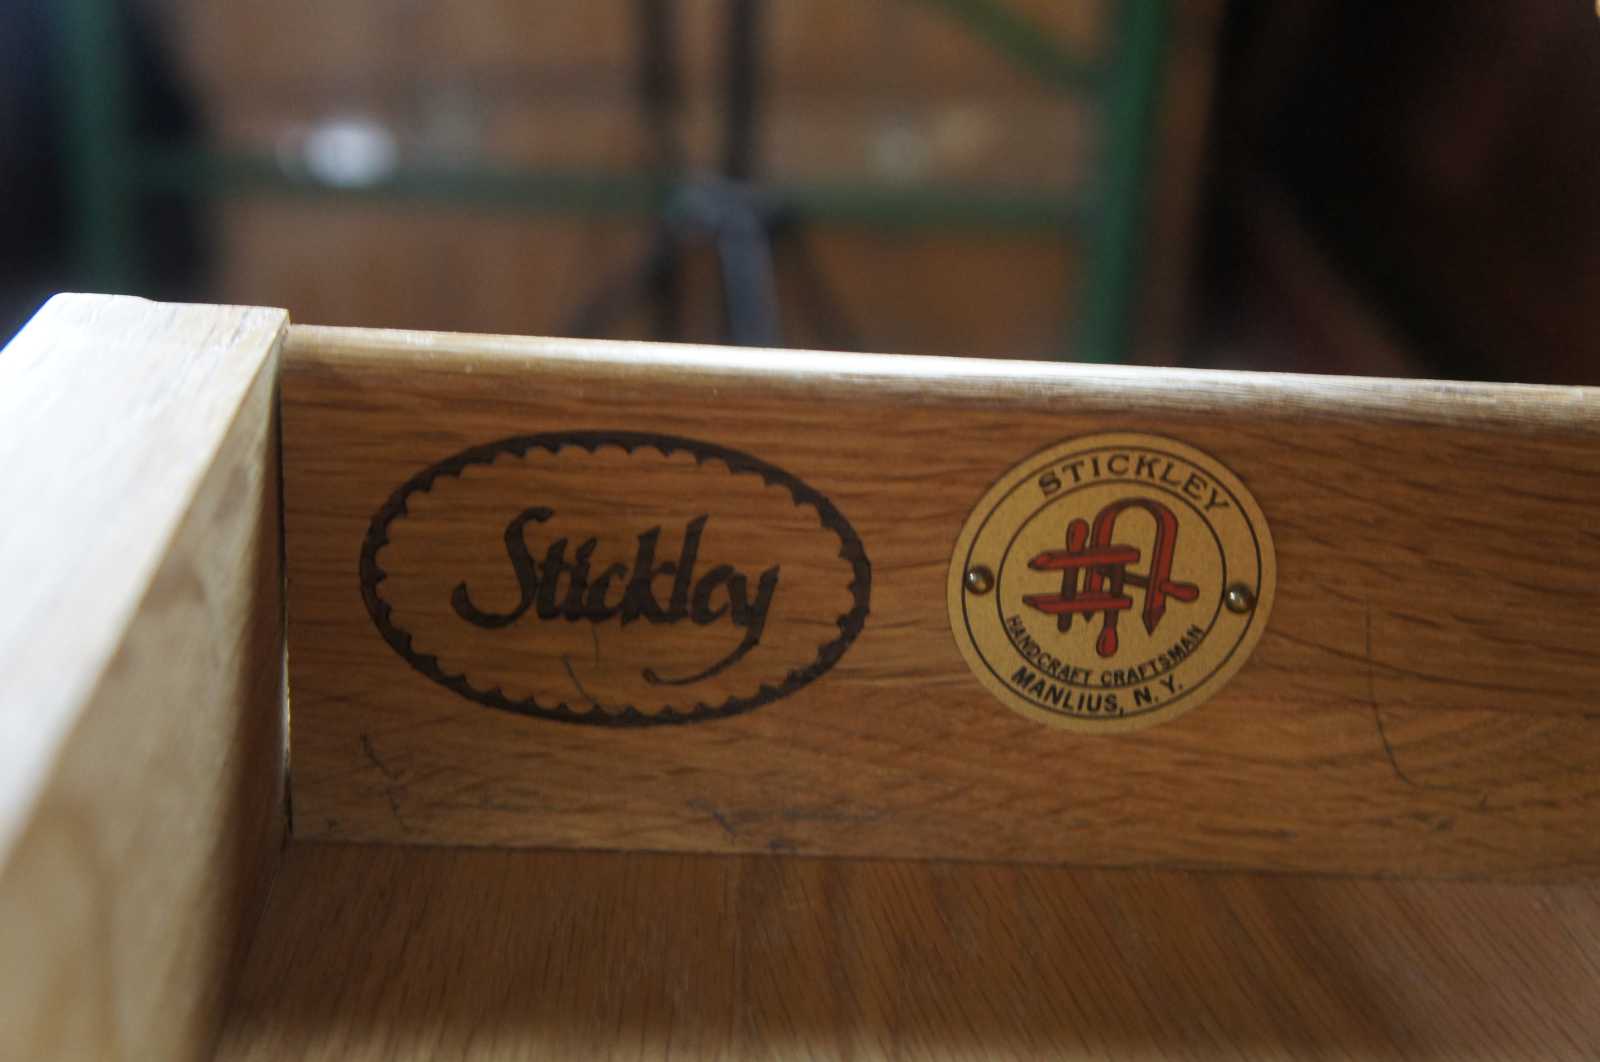 Stickley
STICKLEY
HANDCRAFT CRAFTSMAN
MANLIUS, N. Y.